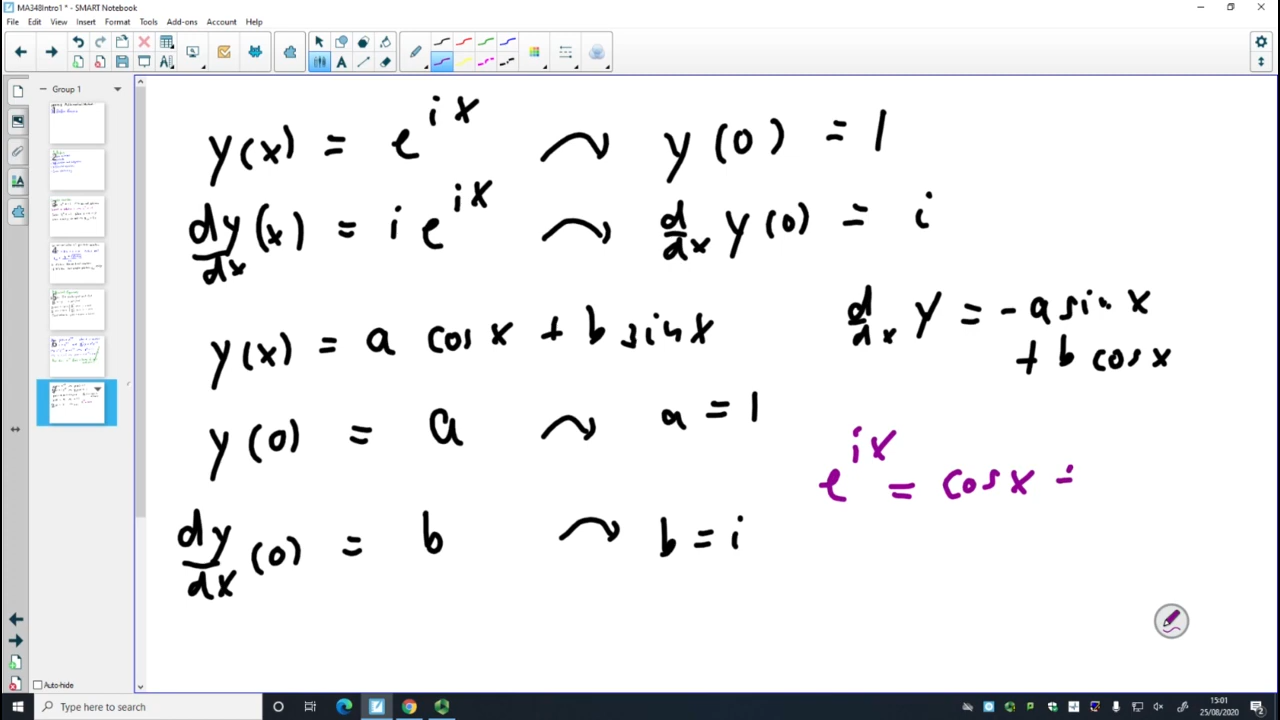 MA348Intro1 * - SMART Notebook
File Edit View Insert Format Tools Add-ons Account Help
Group 1
y(x) = e^{ix} ⤳ y(0) = 1
dy/dx (x) = i e^{ix} ⤳ d/dx y(0) = i
y(x) = a cos x + b sin x
d/dx y = - a sin x
+ b cos x
y(0) = a ⤳ a = 1
e^{ix} = cos x =
dy/dx (0) = b ⤳ b = i
Auto-hide
Type here to search
15:01
25/08/2020
2